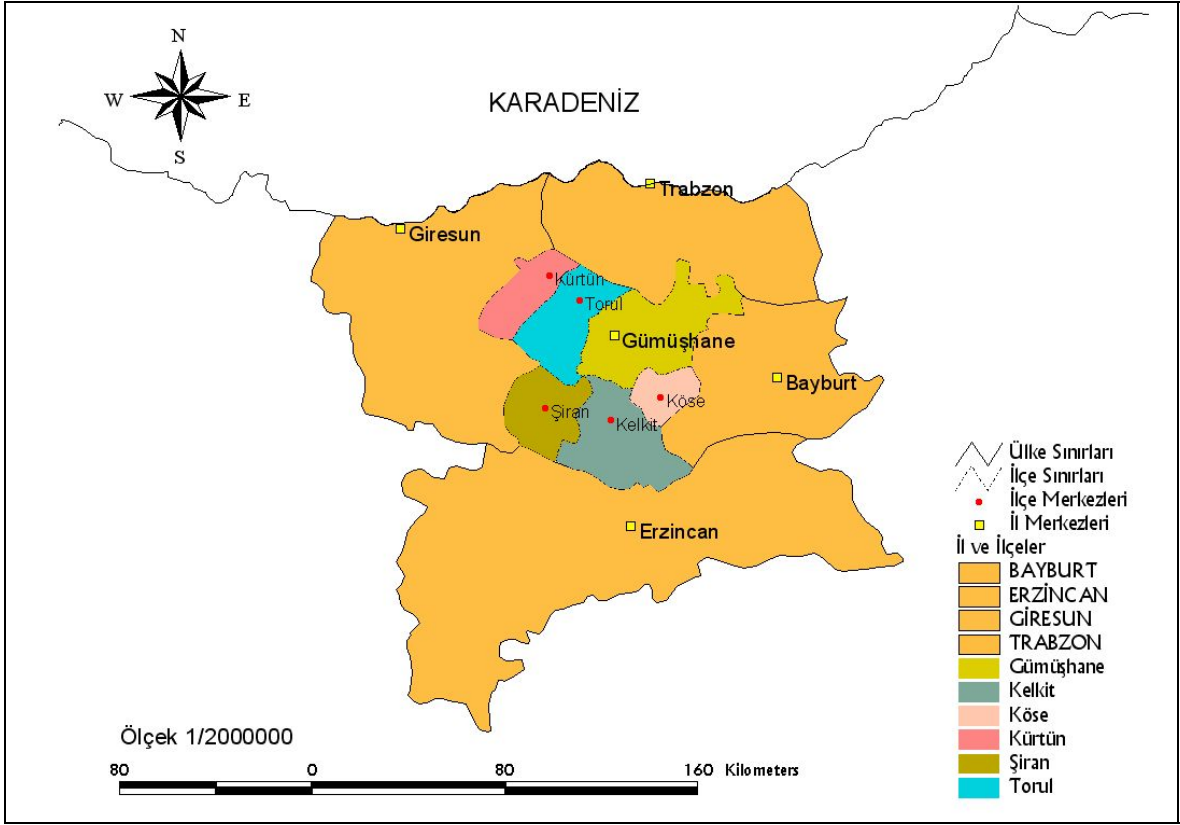 N
W E
S
KARADENİZ
Trabzon
Giresun
Kürtün
Torul
Gümüşhane
Bayburt
Şiran
Köse
Kelkit
Erzincan
Ülke Sınırları
İlçe Sınırları
İlçe Merkezleri
İl Merkezleri
İl ve İlçeler
BAYBURT
ERZİNCAN
GİRESUN
TRABZON
Gümüşhane
Kelkit
Köse
Kürtün
Şiran
Torul
Ölçek 1/2000000
80 0 80 160 Kilometers